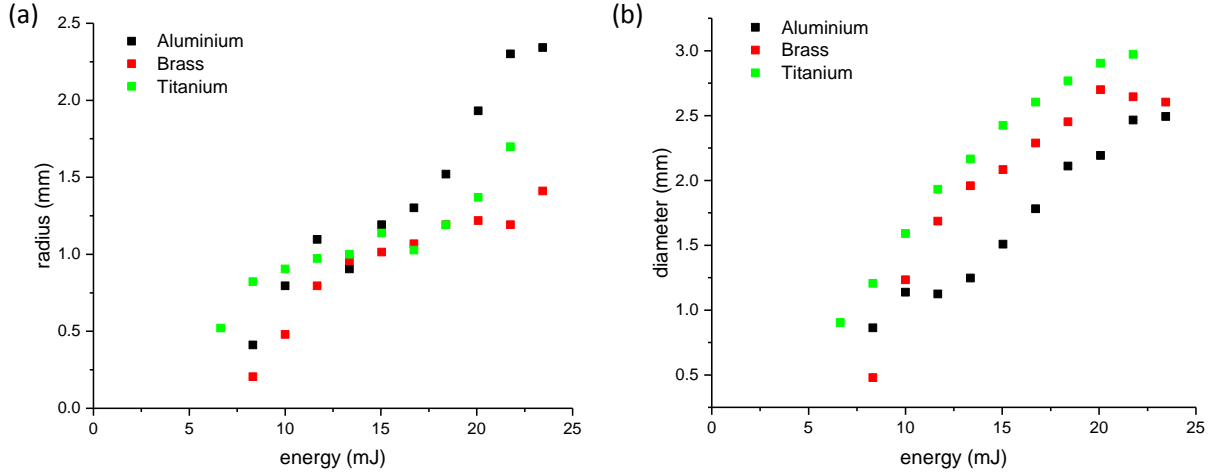 (a)
2.5
2.0
1.5
1.0
0.5
0.0
radius (mm)
Aluminium
Brass
Titanium
0 5 10 15 20 25
energy (mJ)
(b)
3.0
2.5
2.0
1.5
1.0
0.5
diameter (mm)
Aluminium
Brass
Titanium
0 5 10 15 20 25
energy (mJ)